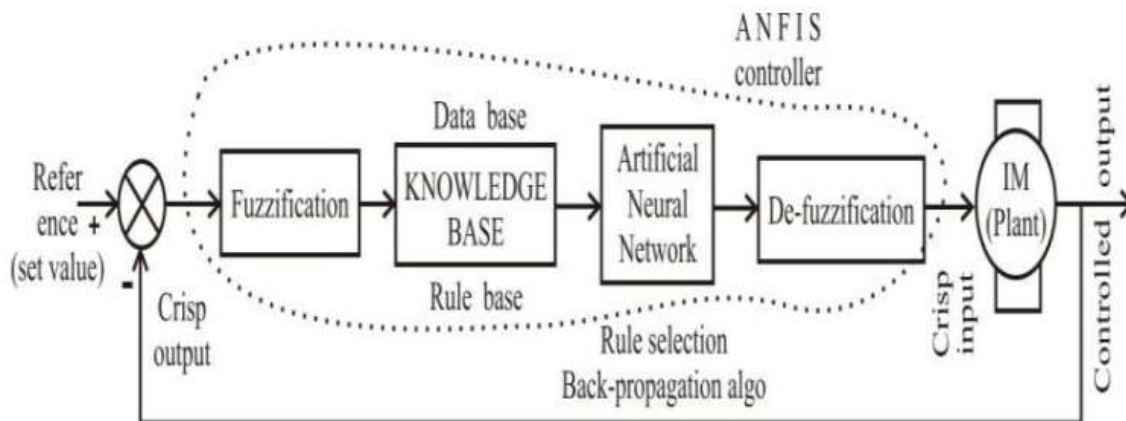 A N F I S
controller
Refer
ence +
(set value)
-
Fuzzification
Data base
KNOWLEDGE
BASE
Rule base
Artificial
Neural
Network
De-fuzzification
IM
(Plant)
Controlled output
Crisp
input
Crisp
output
Rule selection
Back-propagation algo